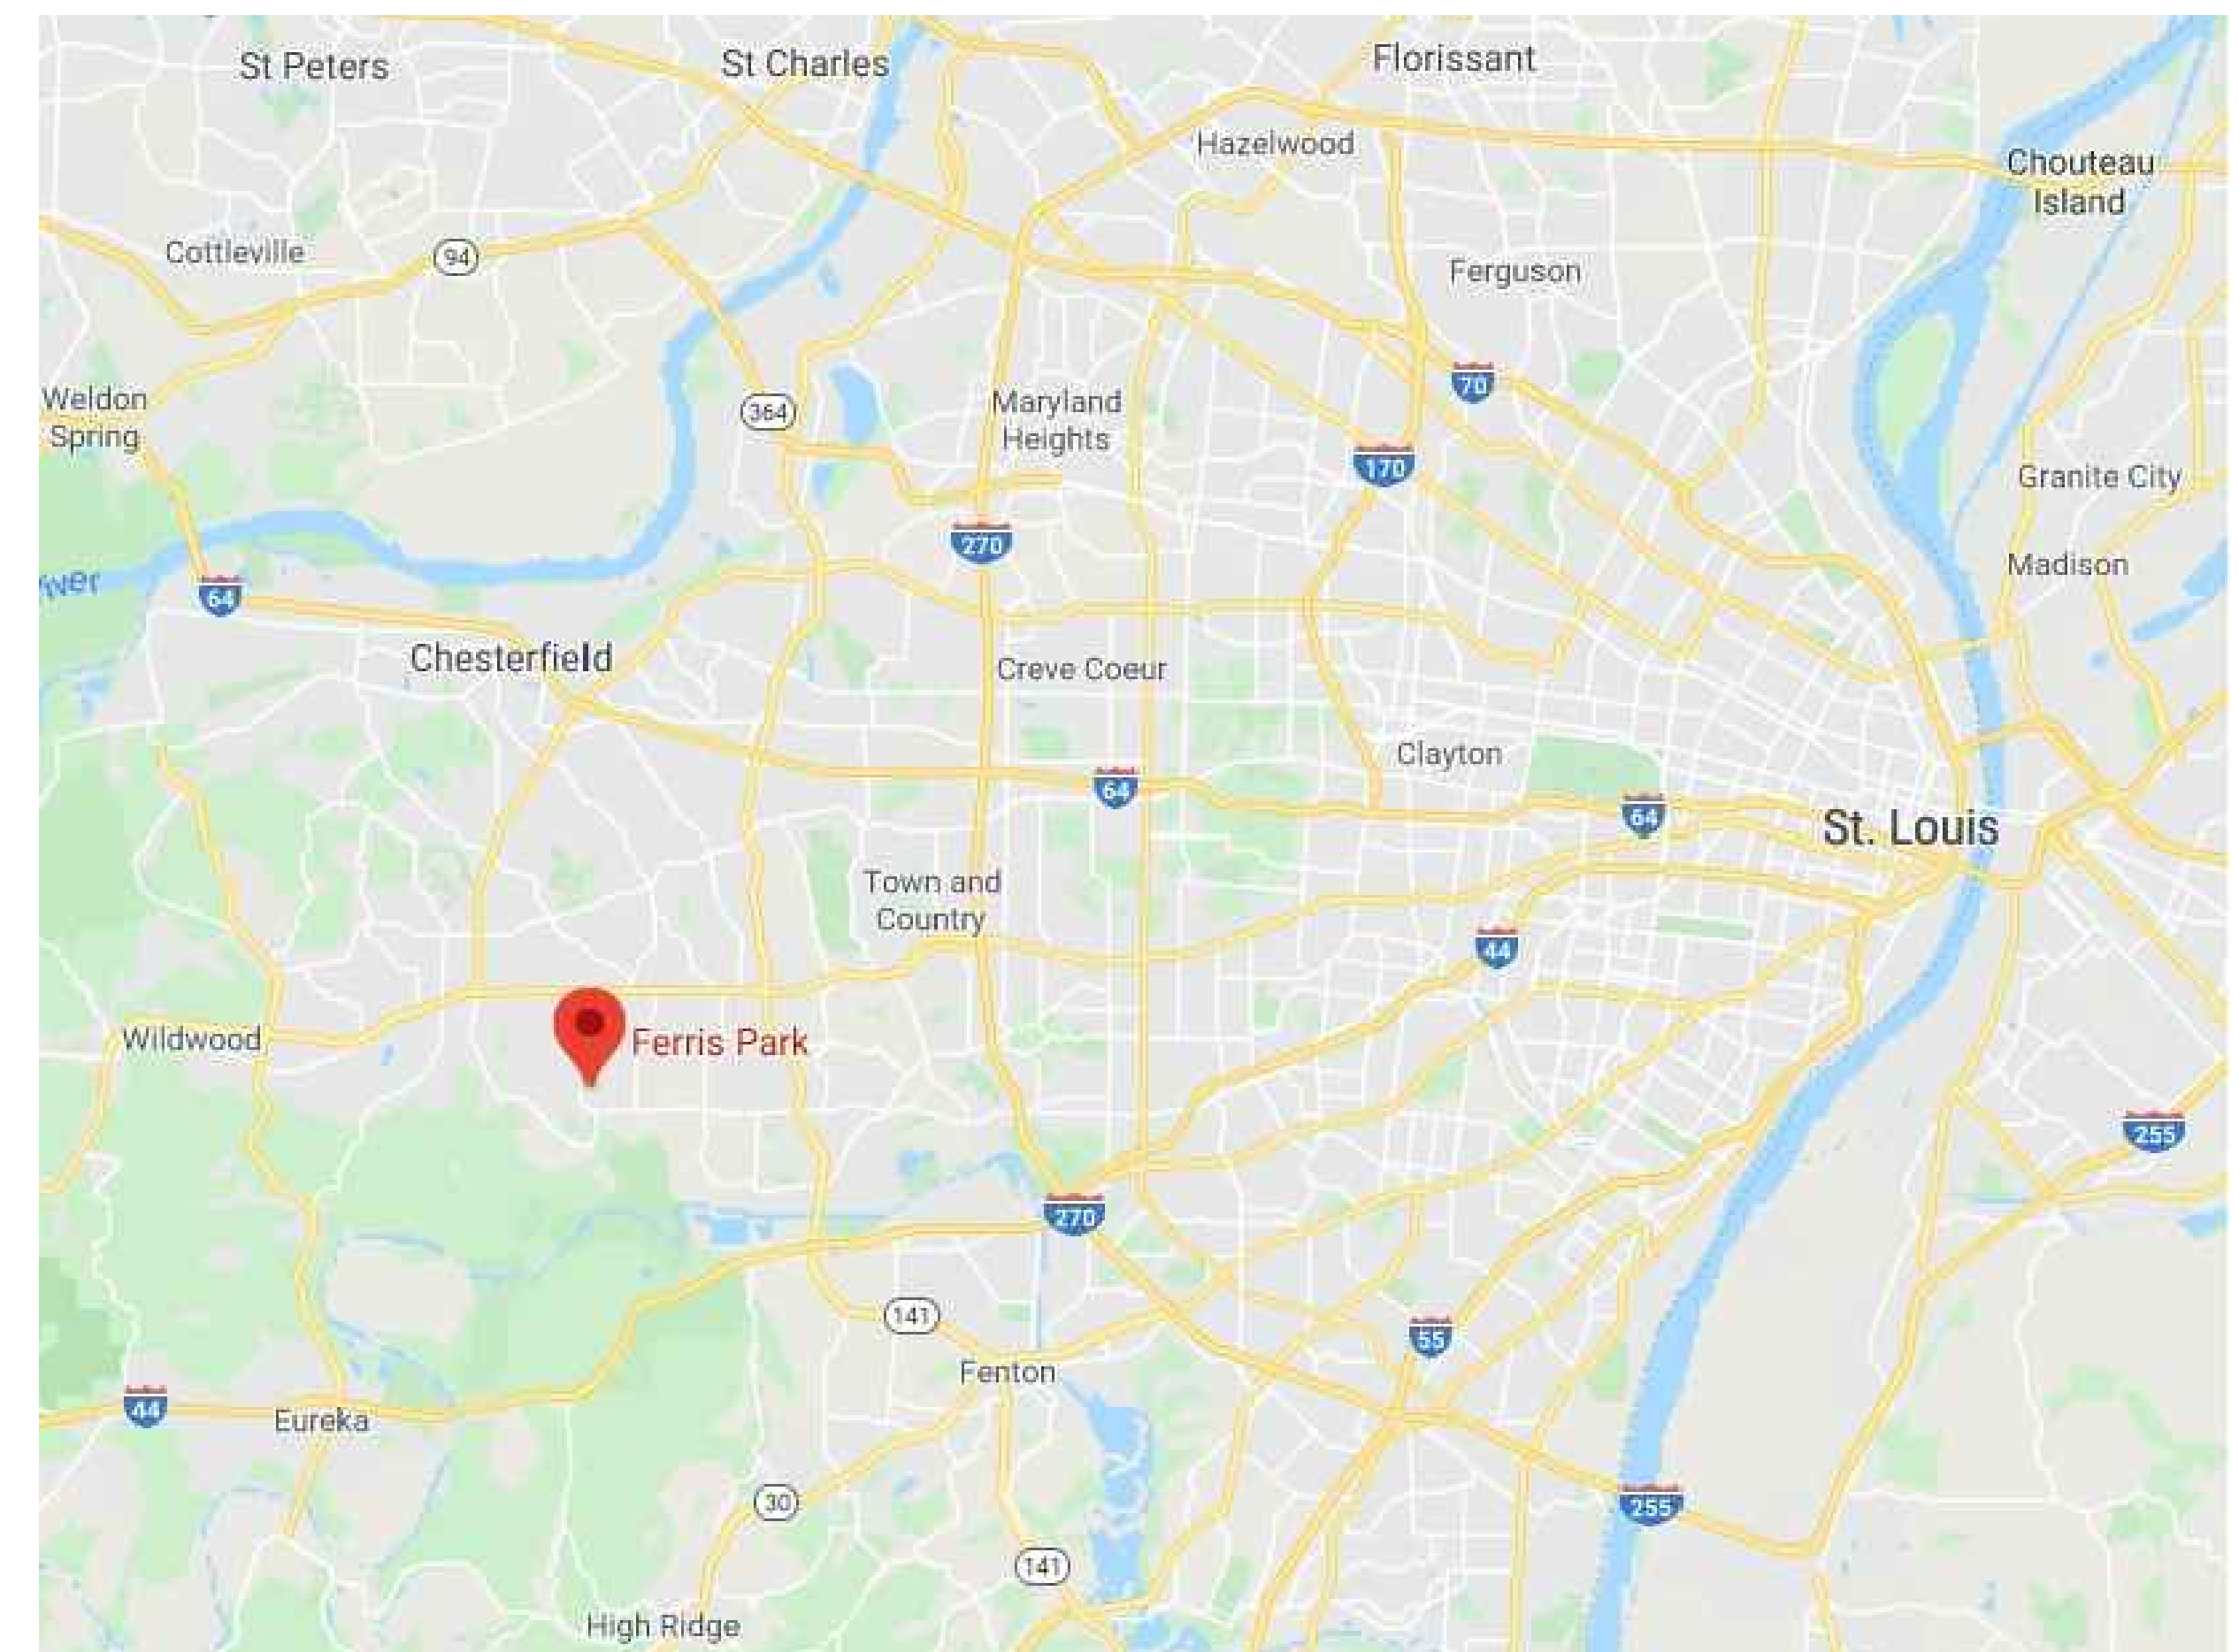 St Peters
St Charles
Florissant
Hazelwood
Chouteau
Island
Cottleville
94
Ferguson
70
Weldon
Spring
364
Maryland
Heights
170
Granite City
270
Madison
64
Chesterfield
Creve Coeur
Clayton
64
64
St. Louis
Town and
Country
44
Wildwood
Ferris Park
255
270
141
55
Fenton
44
Eureka
30
255
141
High Ridge